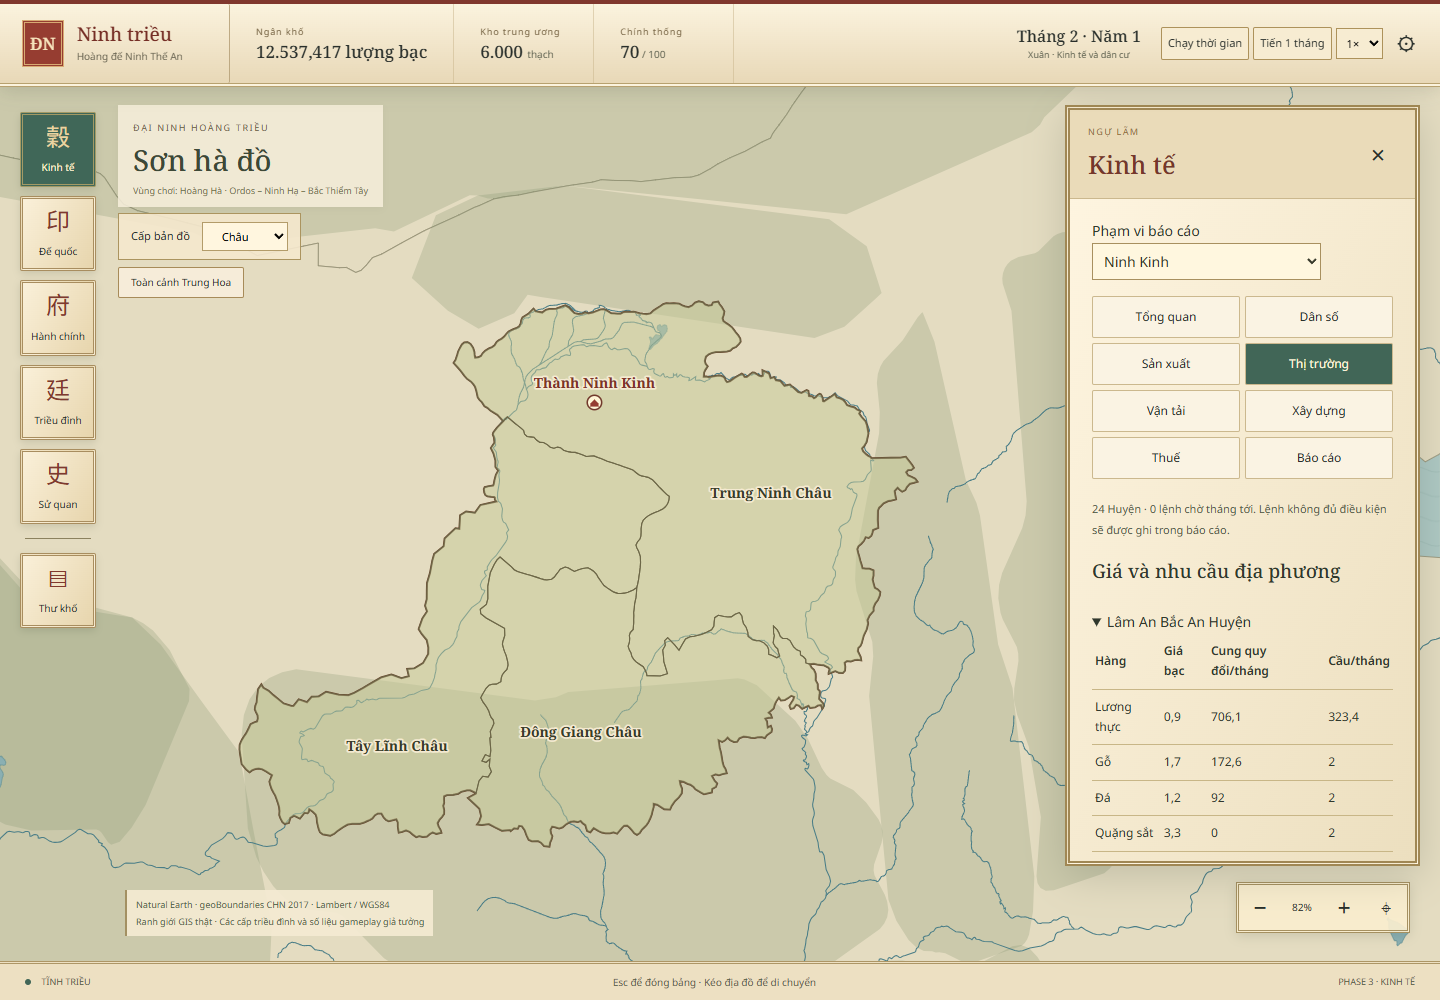 ĐN
Ninh triều
Hoàng đế Ninh Thế An
Ngân khố
12.537,417 lượng bạc
Kho trung ương
6.000 thạch
Chính thống
70 / 100
Tháng 2 · Năm 1
Xuân · Kinh tế và dân cư
Chạy thời gian
Tiến 1 tháng
1×
穀
Kinh tế
印
Đế quốc
府
Hành chính
廷
Triều đình
史
Sử quan
▤
Thư khố
ĐẠI NINH HOÀNG TRIỀU
Sơn hà đồ
Vùng chơi: Hoàng Hà · Ordos – Ninh Hạ – Bắc Thiểm Tây
Cấp bản đồ
Châu
Toàn cảnh Trung Hoa
Thành Ninh Kinh
Trung Ninh Châu
Tây Lĩnh Châu
Đông Giang Châu
NGỰ LÃM
Kinh tế
×
Phạm vi báo cáo
Ninh Kinh
Tổng quan
Dân số
Sản xuất
Thị trường
Vận tải
Xây dựng
Thuế
Báo cáo
24 Huyện · 0 lệnh chờ tháng tới. Lệnh không đủ điều kiện
sẽ được ghi trong báo cáo.
Giá và nhu cầu địa phương
▼ Lâm An Bắc An Huyện
Hàng Giá bạc Cung quy đổi/tháng Cầu/tháng
Lương thực 0,9 706,1 323,4
Gỗ 1,7 172,6 2
Đá 1,2 92 2
Quặng sắt 3,3 0 2
Natural Earth · geoBoundaries CHN 2017 · Lambert / WGS84
Ranh giới GIS thật · Các cấp triều đình và số liệu gameplay giả tưởng
− 82% + ⌖
TĨNH TRIỀU
Esc để đóng bảng · Kéo địa đồ để di chuyển
PHASE 3 · KINH TẾ